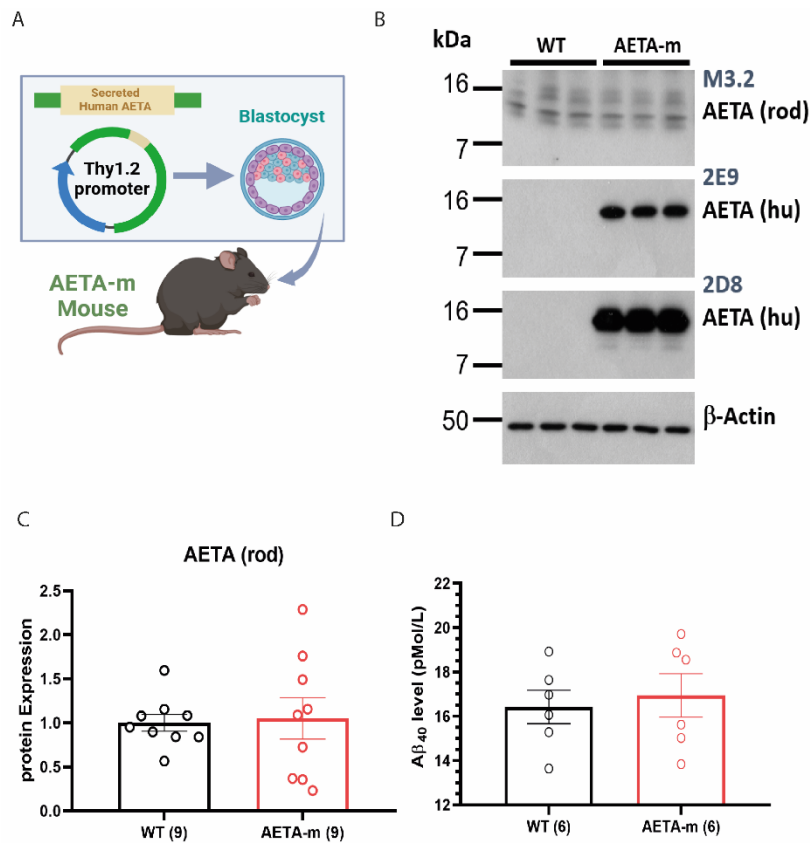 A
Secreted
Human AETA
Thy1.2
promoter
Blastocyst
AETA-m
Mouse
B
kDa
WT
AETA-m
16
7
M3.2
AETA (rod)
16
7
2E9
AETA (hu)
16
7
2D8
AETA (hu)
50
β-Actin
C
AETA (rod)
protein Expression
2.5
2.0
1.5
1.0
0.5
0.0
WT (9)
AETA-m (9)
D
Aβ40 level (pMol/L)
22
20
18
16
14
12
WT (6)
AETA-m (6)